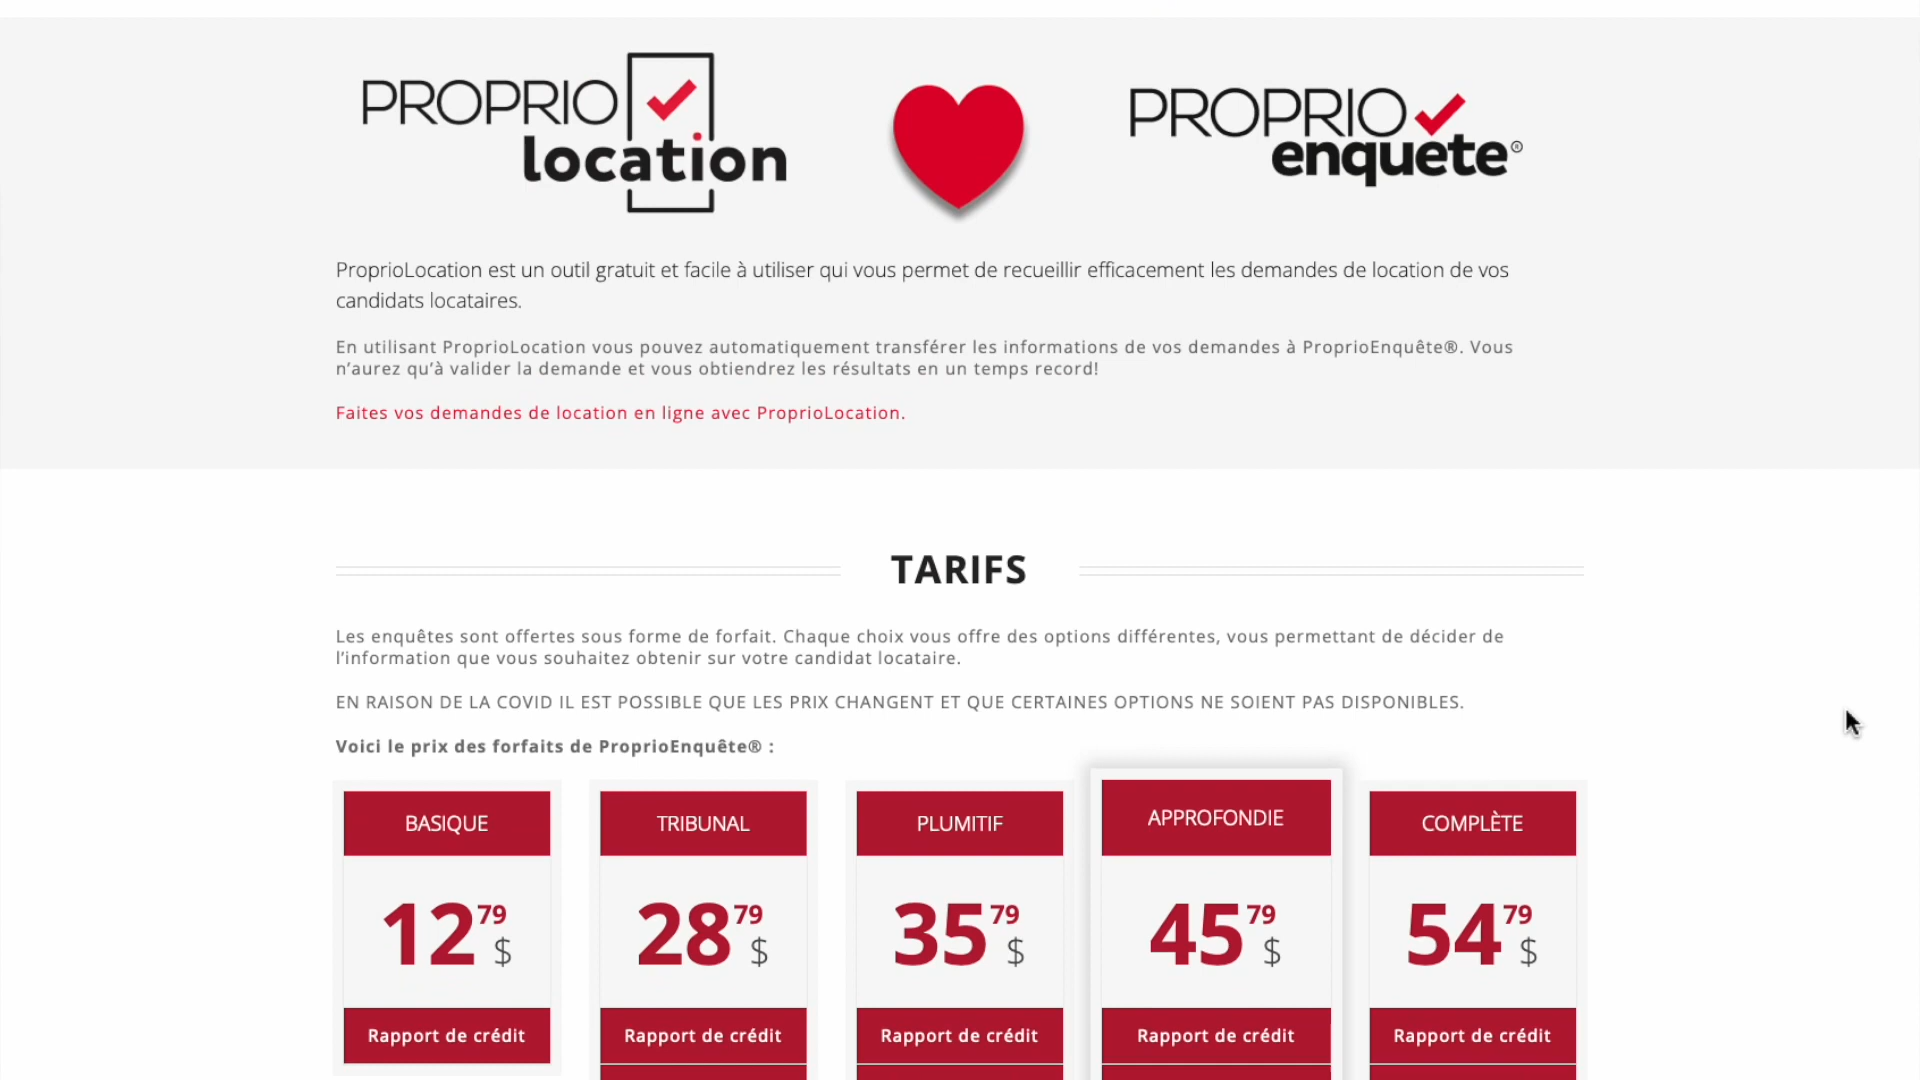 PROPRIO
location
PROPRIO
enquête®
ProprioLocation est un outil gratuit et facile à utiliser qui vous permet de recueillir efficacement les demandes de location de vos
candidats locataires.
En utilisant ProprioLocation vous pouvez automatiquement transférer les informations de vos demandes à ProprioEnquête®. Vous
n’aurez qu’à valider la demande et vous obtiendrez les résultats en un temps record!
Faites vos demandes de location en ligne avec ProprioLocation.
TARIFS
Les enquêtes sont offertes sous forme de forfait. Chaque choix vous offre des options différentes, vous permettant de décider de
l’information que vous souhaitez obtenir sur votre candidat locataire.
EN RAISON DE LA COVID IL EST POSSIBLE QUE LES PRIX CHANGENT ET QUE CERTAINES OPTIONS NE SOIENT PAS DISPONIBLES.
Voici le prix des forfaits de ProprioEnquête® :
BASIQUE
12 79 $
Rapport de crédit
TRIBUNAL
28 79 $
Rapport de crédit
PLUMITIF
35 79 $
Rapport de crédit
APPROFONDIE
45 79 $
Rapport de crédit
COMPLÈTE
54 79 $
Rapport de crédit